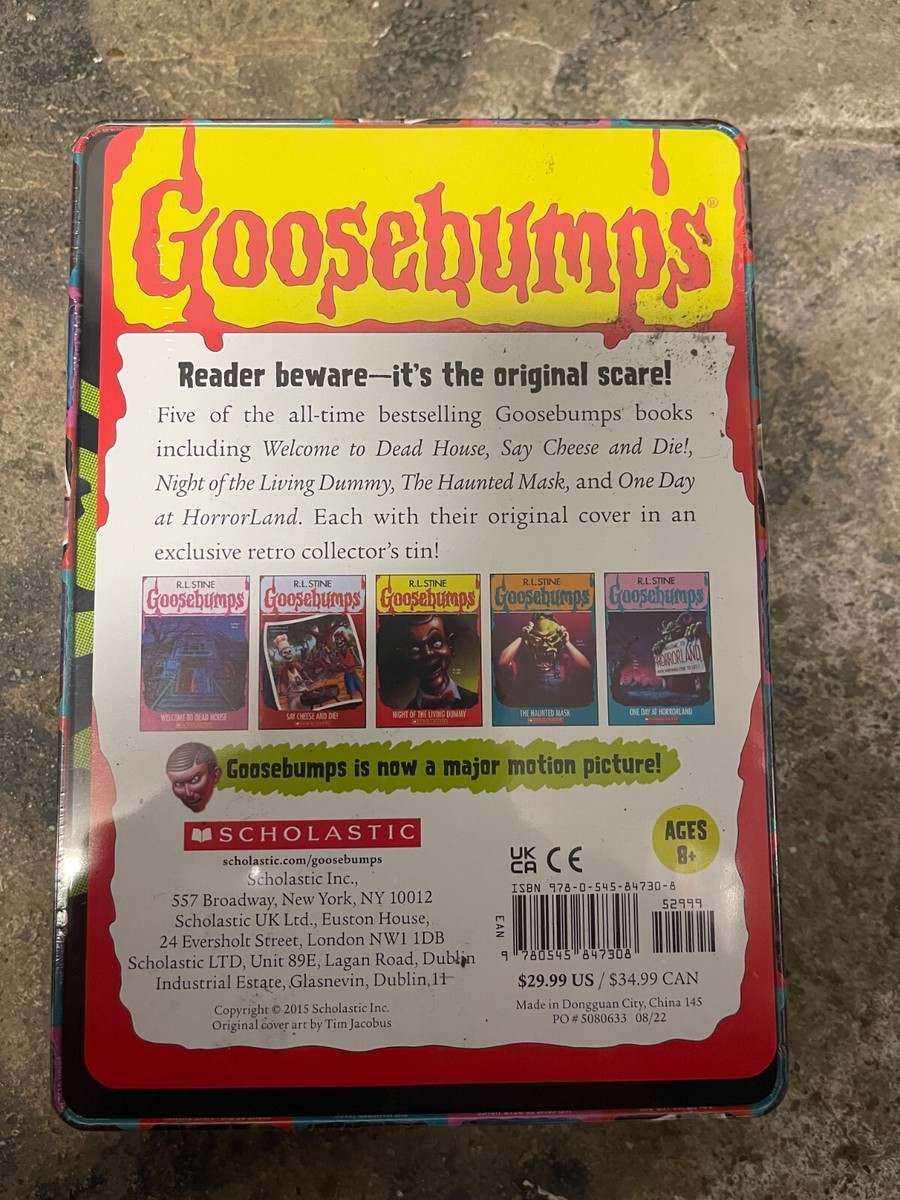 Goosebumps®
Reader beware—it's the original scare!
Five of the all-time bestselling Goosebumps books
including Welcome to Dead House, Say Cheese and Die!,
Night of the Living Dummy, The Haunted Mask, and One Day
at HorrorLand. Each with their original cover in an
exclusive retro collector's tin!
R.L. STINE
Goosebumps
WELCOME TO DEAD HOUSE
R.L. STINE
Goosebumps
SAY CHEESE AND DIE!
R.L. STINE
Goosebumps
NIGHT OF THE LIVING DUMMY
R.L. STINE
Goosebumps
THE HAUNTED MASK
R.L. STINE
Goosebumps
HORRORLAND
ONE DAY AT HORRORLAND
Goosebumps is now a major motion picture!
SCHOLASTIC
scholastic.com/goosebumps
Scholastic Inc.,
557 Broadway, New York, NY 10012
Scholastic UK Ltd., Euston House,
24 Eversholt Street, London NW1 1DB
Scholastic LTD, Unit 89E, Lagan Road, Dublin
Industrial Estate, Glasnevin, Dublin 11
Copyright © 2015 Scholastic Inc.
Original cover art by Tim Jacobus
AGES
8+
UK
CA CE
ISBN 978-0-545-84730-8
52999
EAN
9 780545 847308
$29.99 US / $34.99 CAN
Made in Dongguan City, China 145
PO # 5080633 08/22